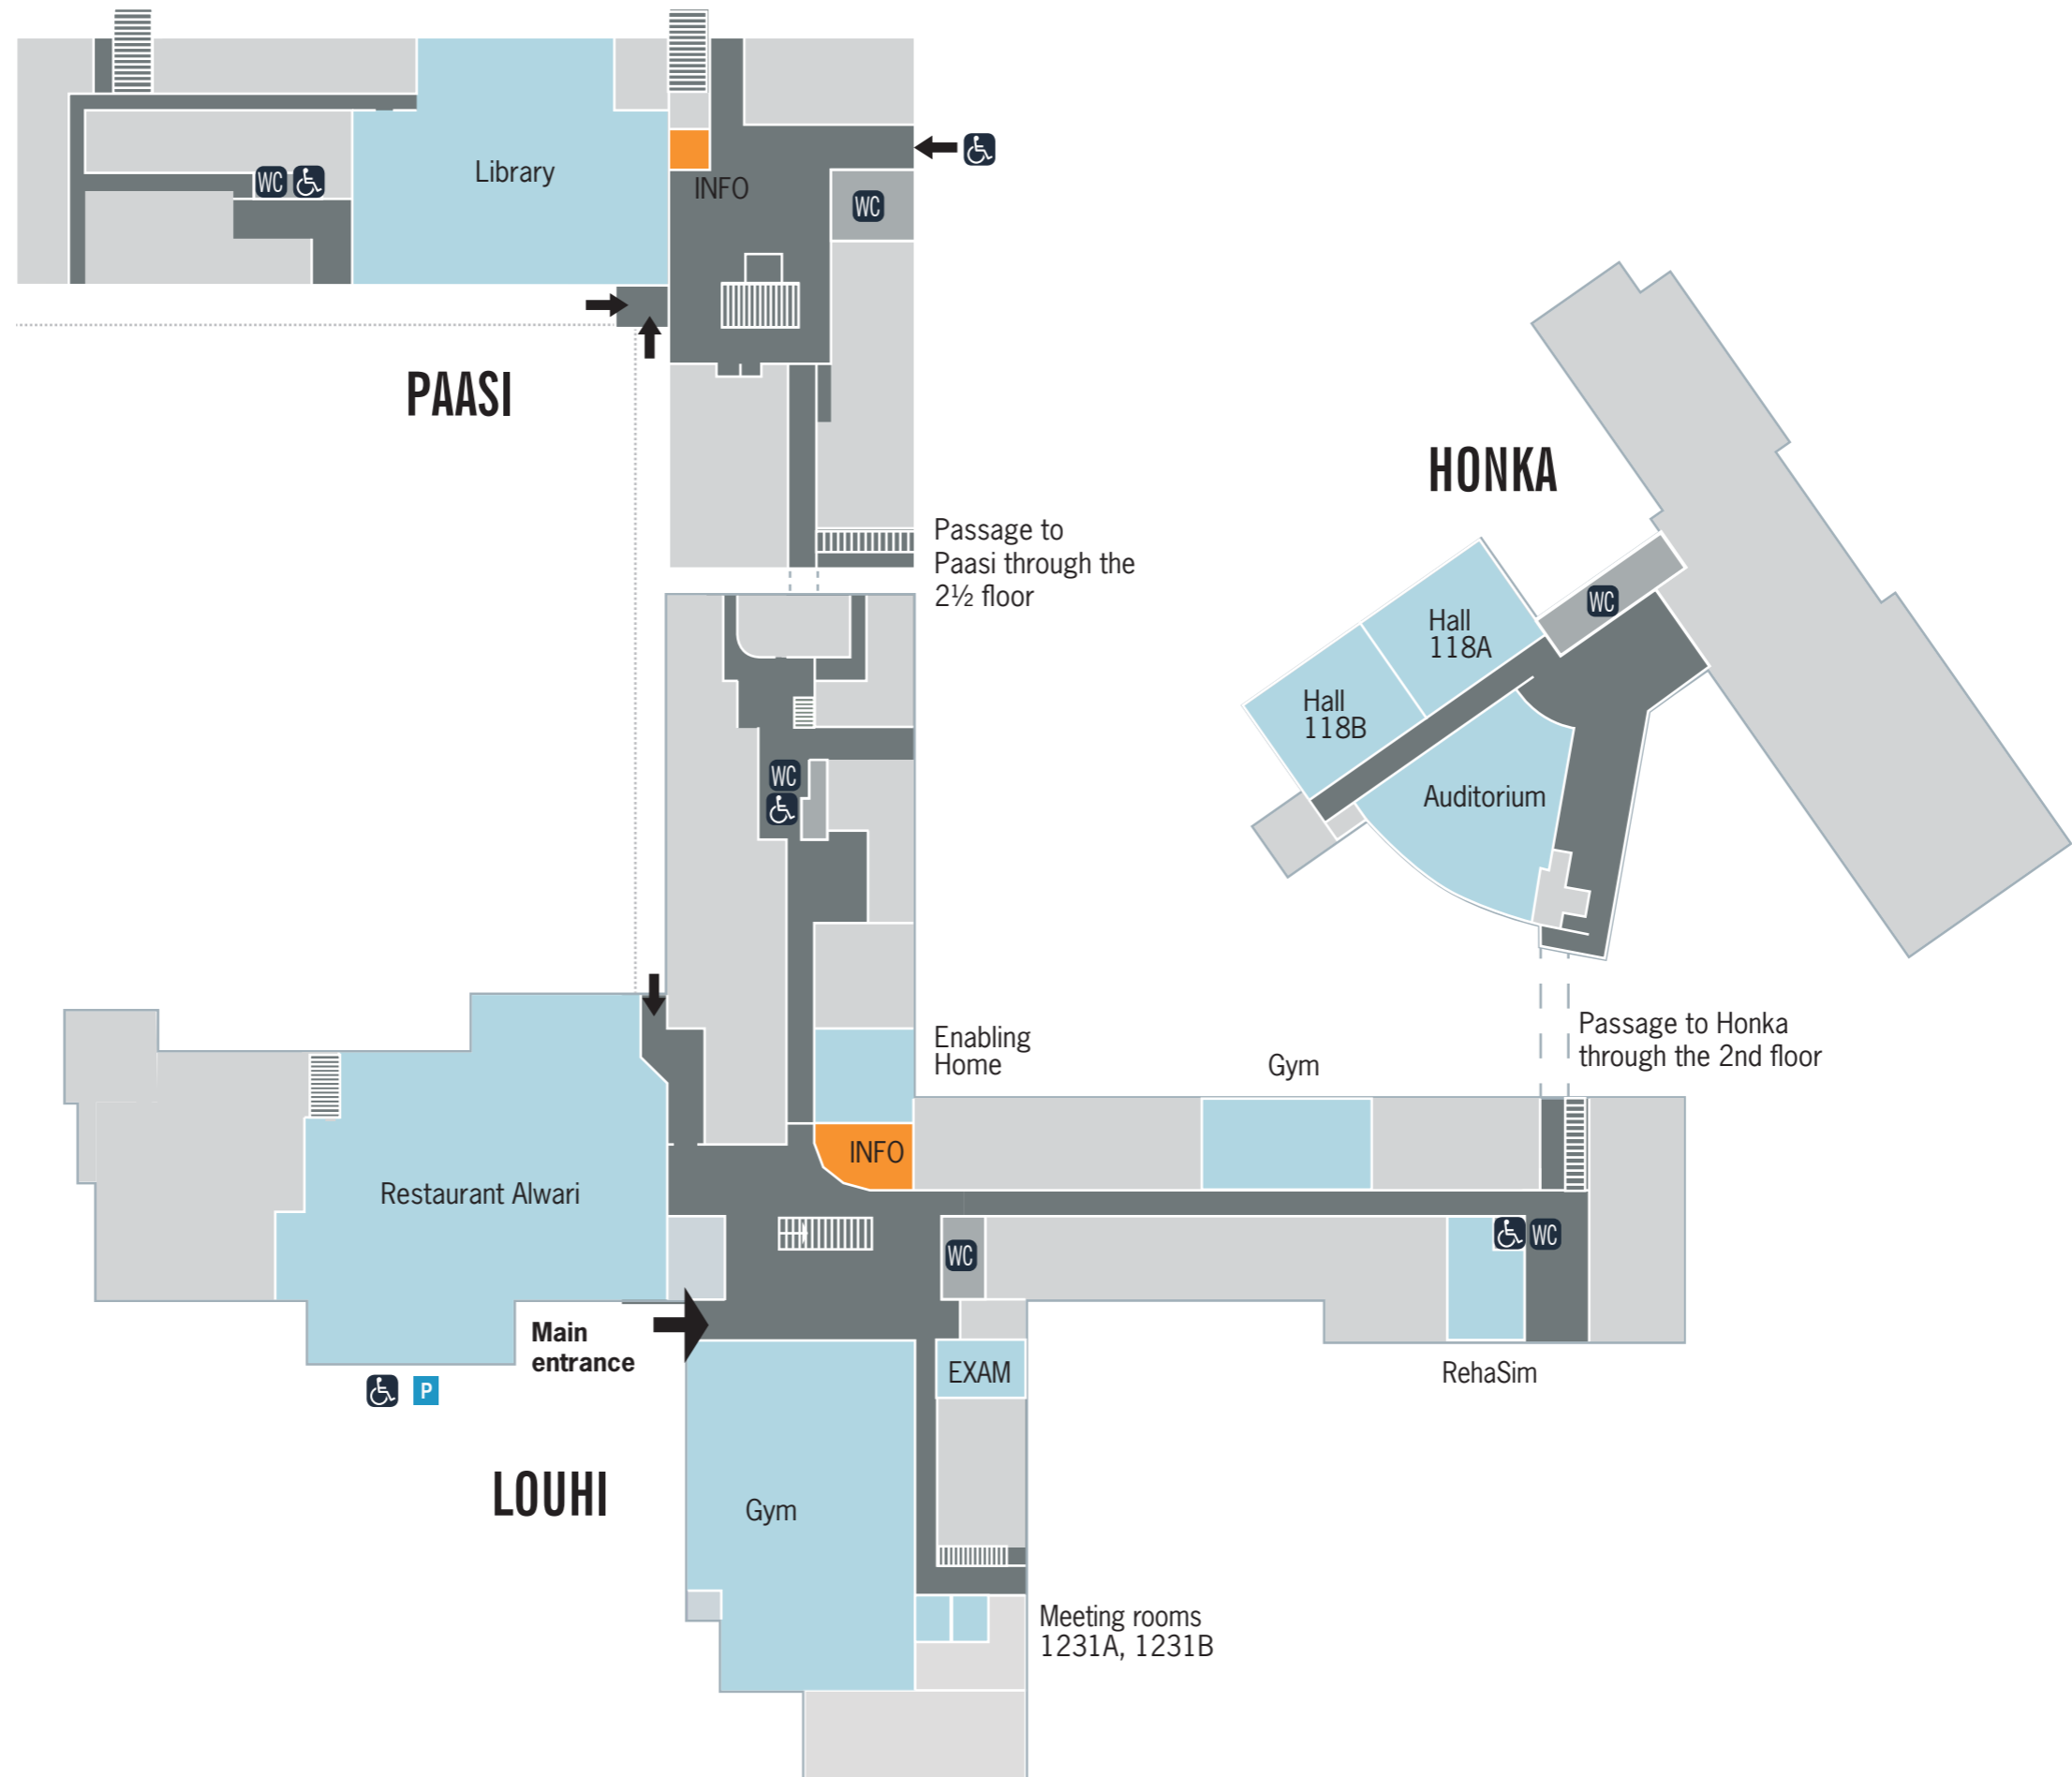 Library
WC
INFO
WC
PAASI
HONKA
Passage to
Paasi through the
2½ floor
WC
Hall
118A
Hall
118B
WC
Auditorium
Enabling
Home
Gym
Passage to Honka
through the 2nd floor
INFO
Restaurant Alwari
WC
WC
Main
entrance
EXAM
RehaSim
P
LOUHI
Gym
Meeting rooms
1231A, 1231B